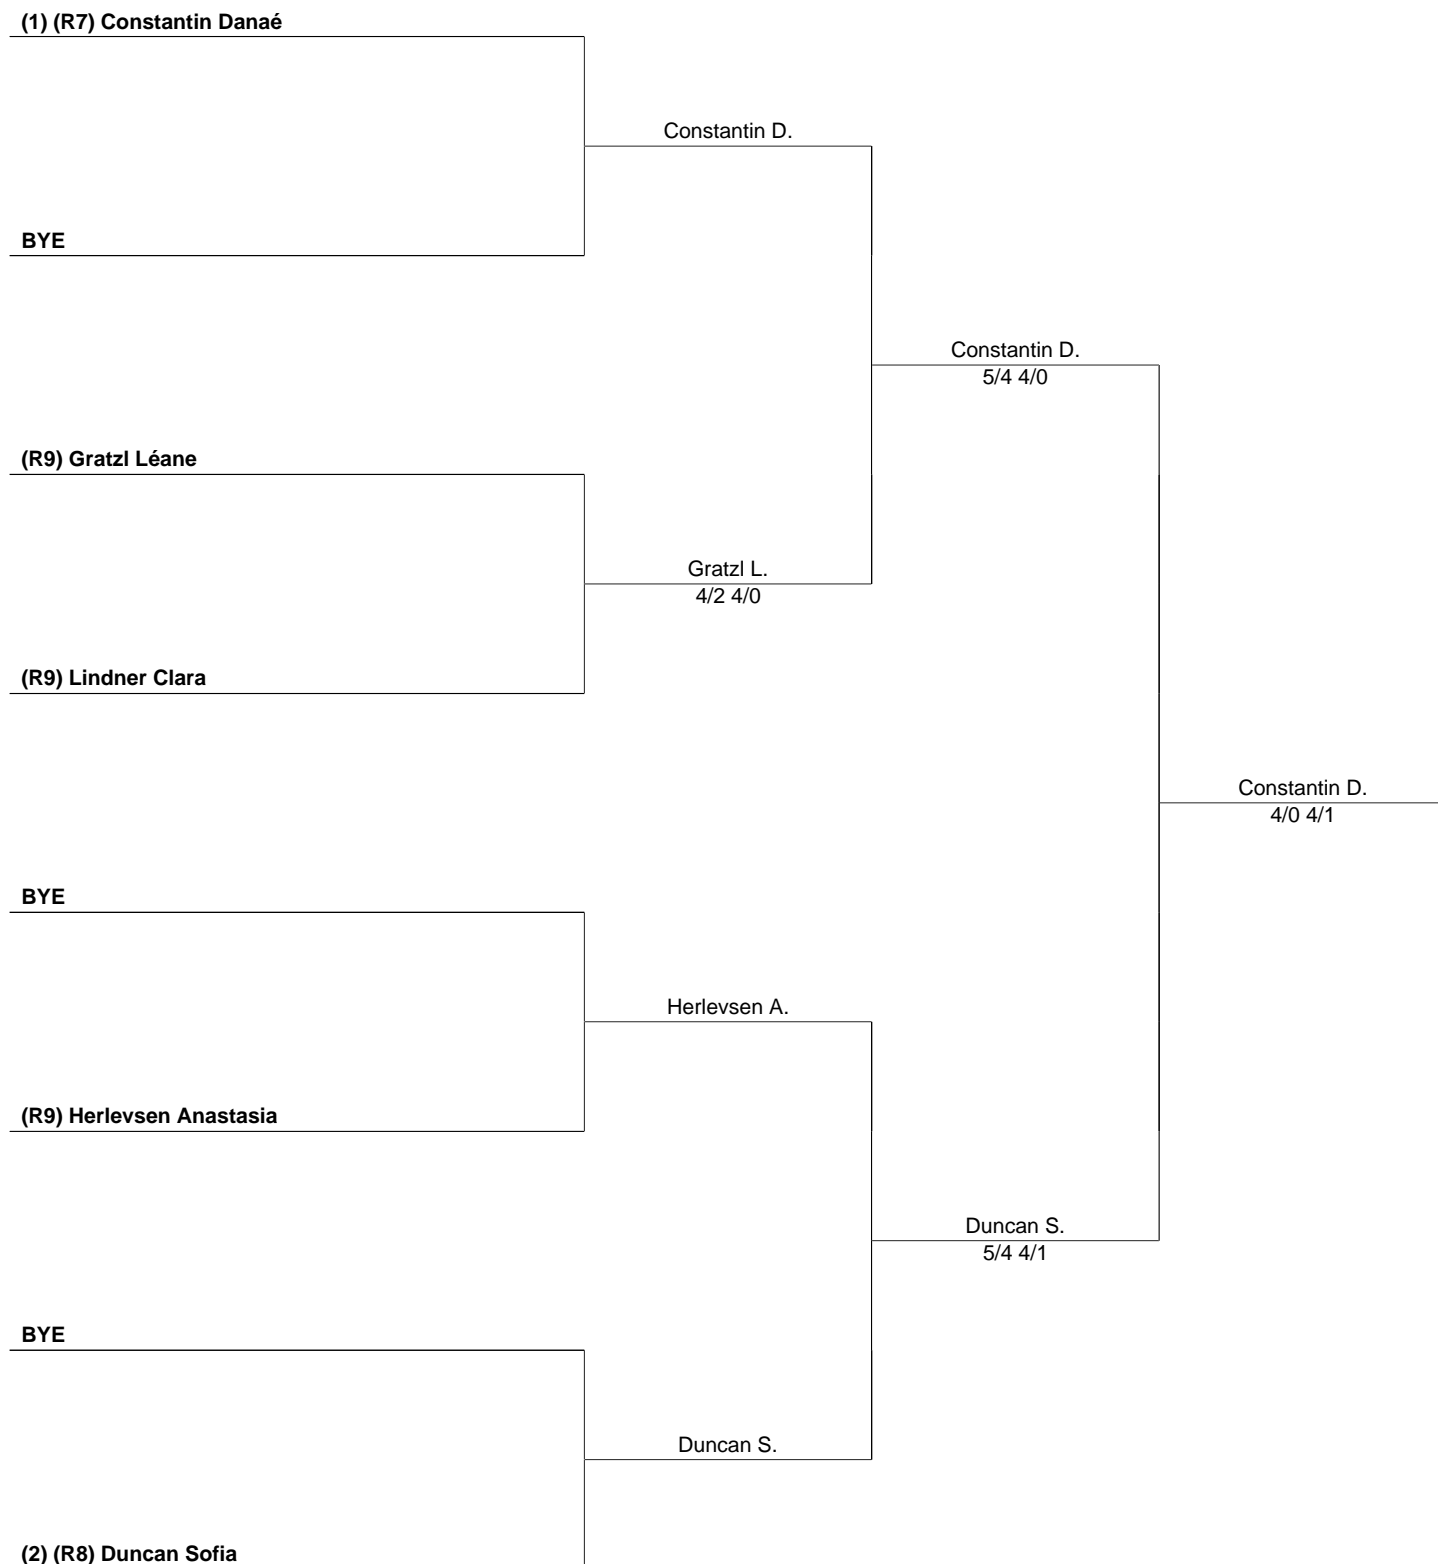 (1) (R7) Constantin Danaé
Constantin D.
BYE
Constantin D.
5/4 4/0
(R9) Gratzl Léane
Gratzl L.
4/2 4/0
(R9) Lindner Clara
Constantin D.
4/0 4/1
BYE
Herlevsen A.
(R9) Herlevsen Anastasia
Duncan S.
5/4 4/1
BYE
Duncan S.
(2) (R8) Duncan Sofia